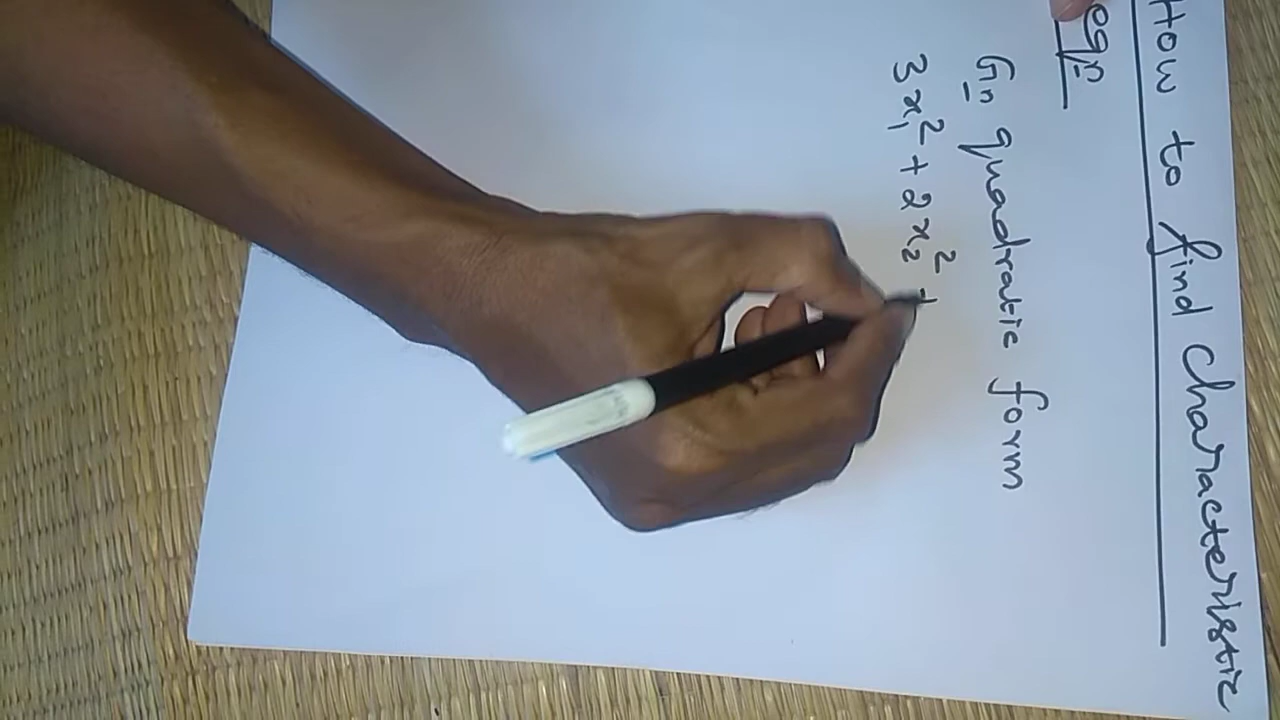 How to find characteristic
eqn:-
Gn quadratic form
3x₁² + 2x₂² +